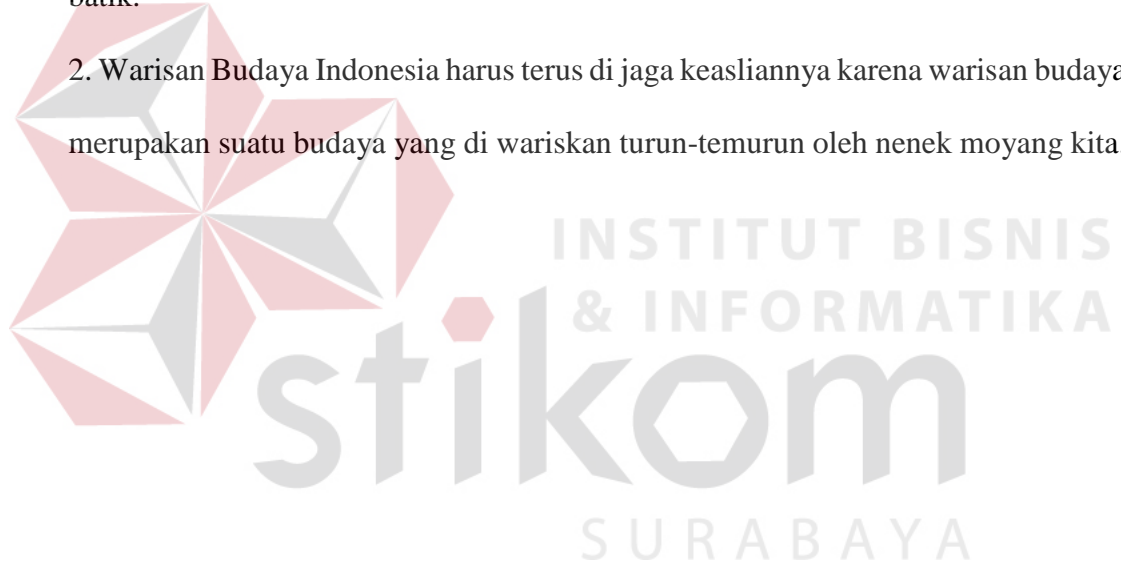 batik.
2. Warisan Budaya Indonesia harus terus di jaga keasliannya karena warisan budaya
merupakan suatu budaya yang di wariskan turun-temurun oleh nenek moyang kita.
INSTITUT BISNIS
& INFORMATIKA
stikom
SURABAYA